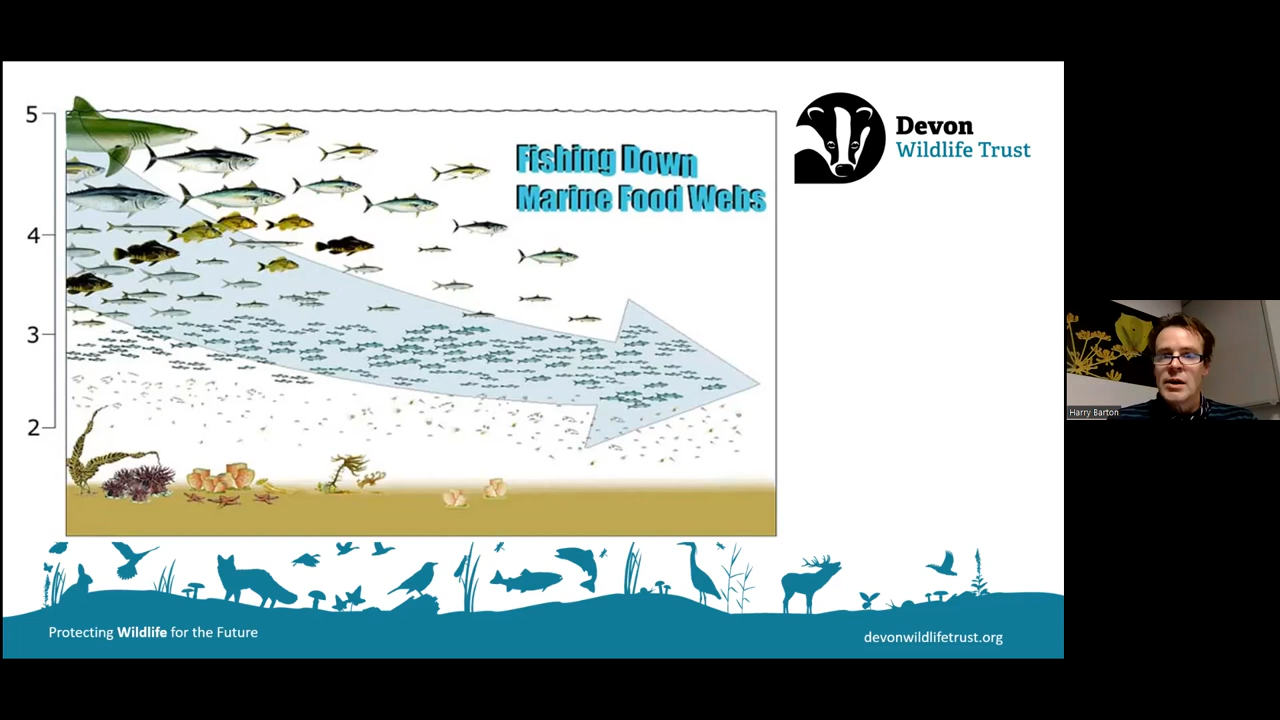 5
4
3
2
Fishing Down
Marine Food Webs
Devon
Wildlife Trust
Harry Barton
Protecting Wildlife for the Future
devonwildlifetrust.org